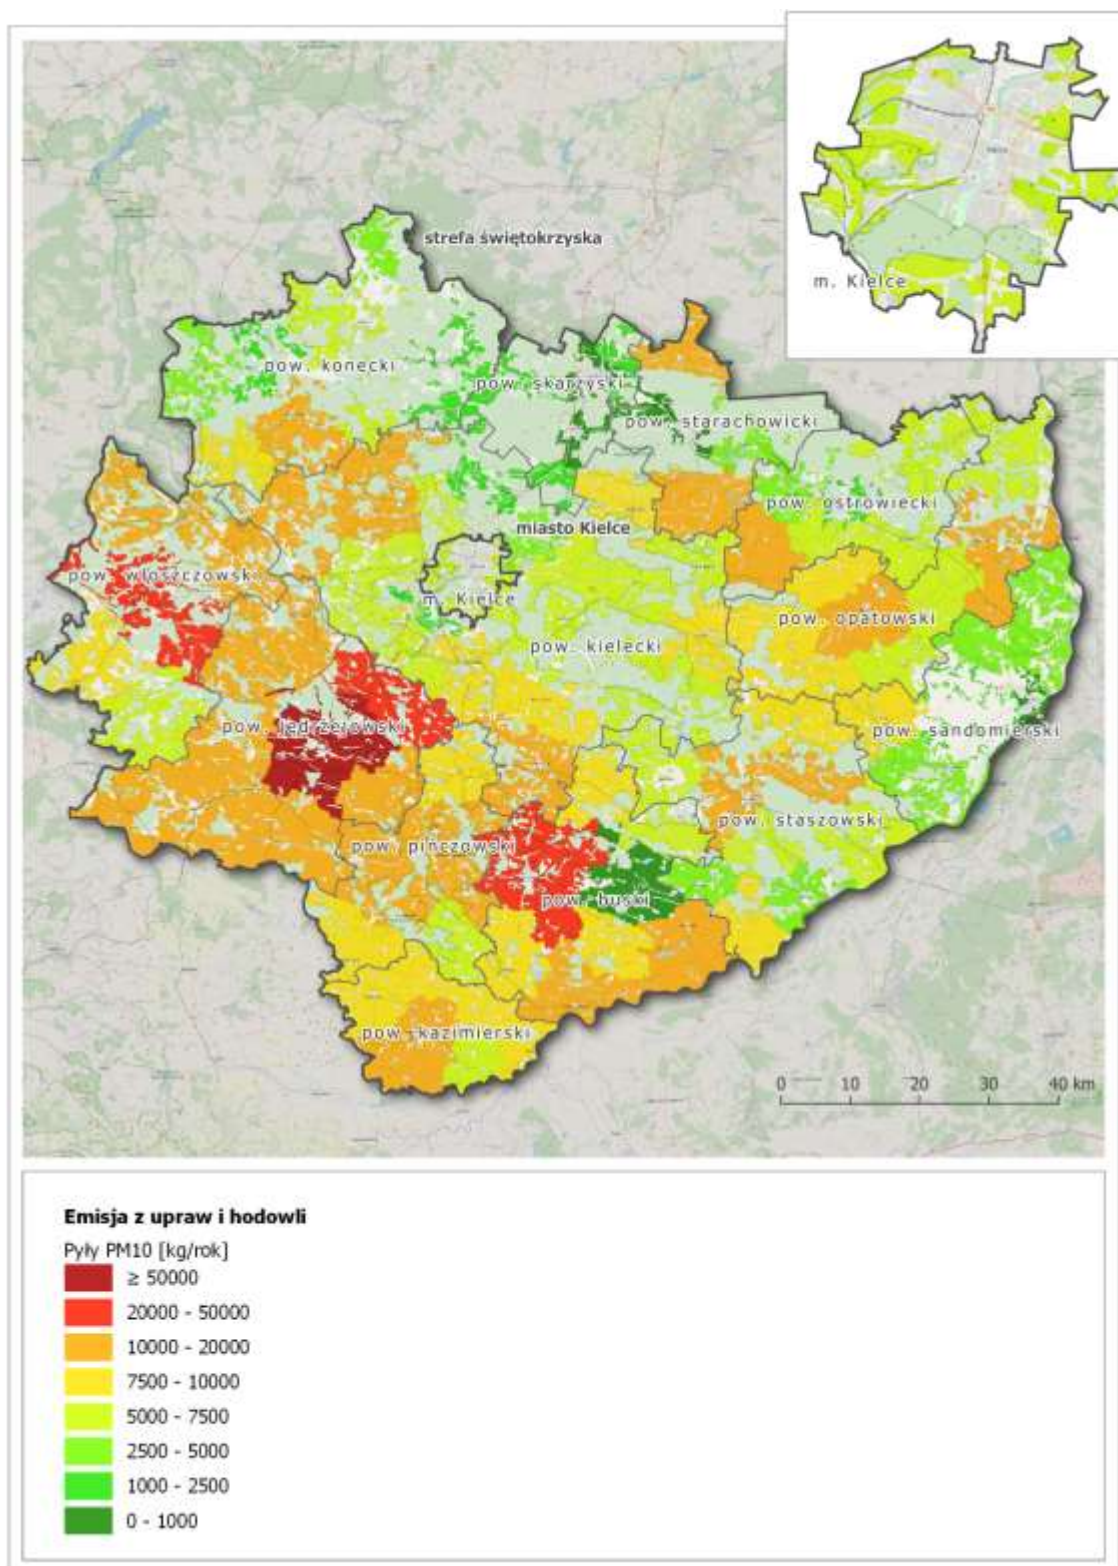 strefa świętokrzyska
m. Kielce
pow. konecki
pow. skarżyski
pow. starachowicki
pow. ostrowiecki
miasto Kielce
pow. włoszczowski
m. Kielce
pow. opatowski
pow. kielecki
pow. jędrzejowski
pow. sandomierski
pow. staszowski
pow. pińczowski
pow. buski
pow. kazimierski
0 10 20 30 40 km
Emisja z upraw i hodowli
Pyły PM10 [kg/rok]
≥ 50000
20000 - 50000
10000 - 20000
7500 - 10000
5000 - 7500
2500 - 5000
1000 - 2500
0 - 1000